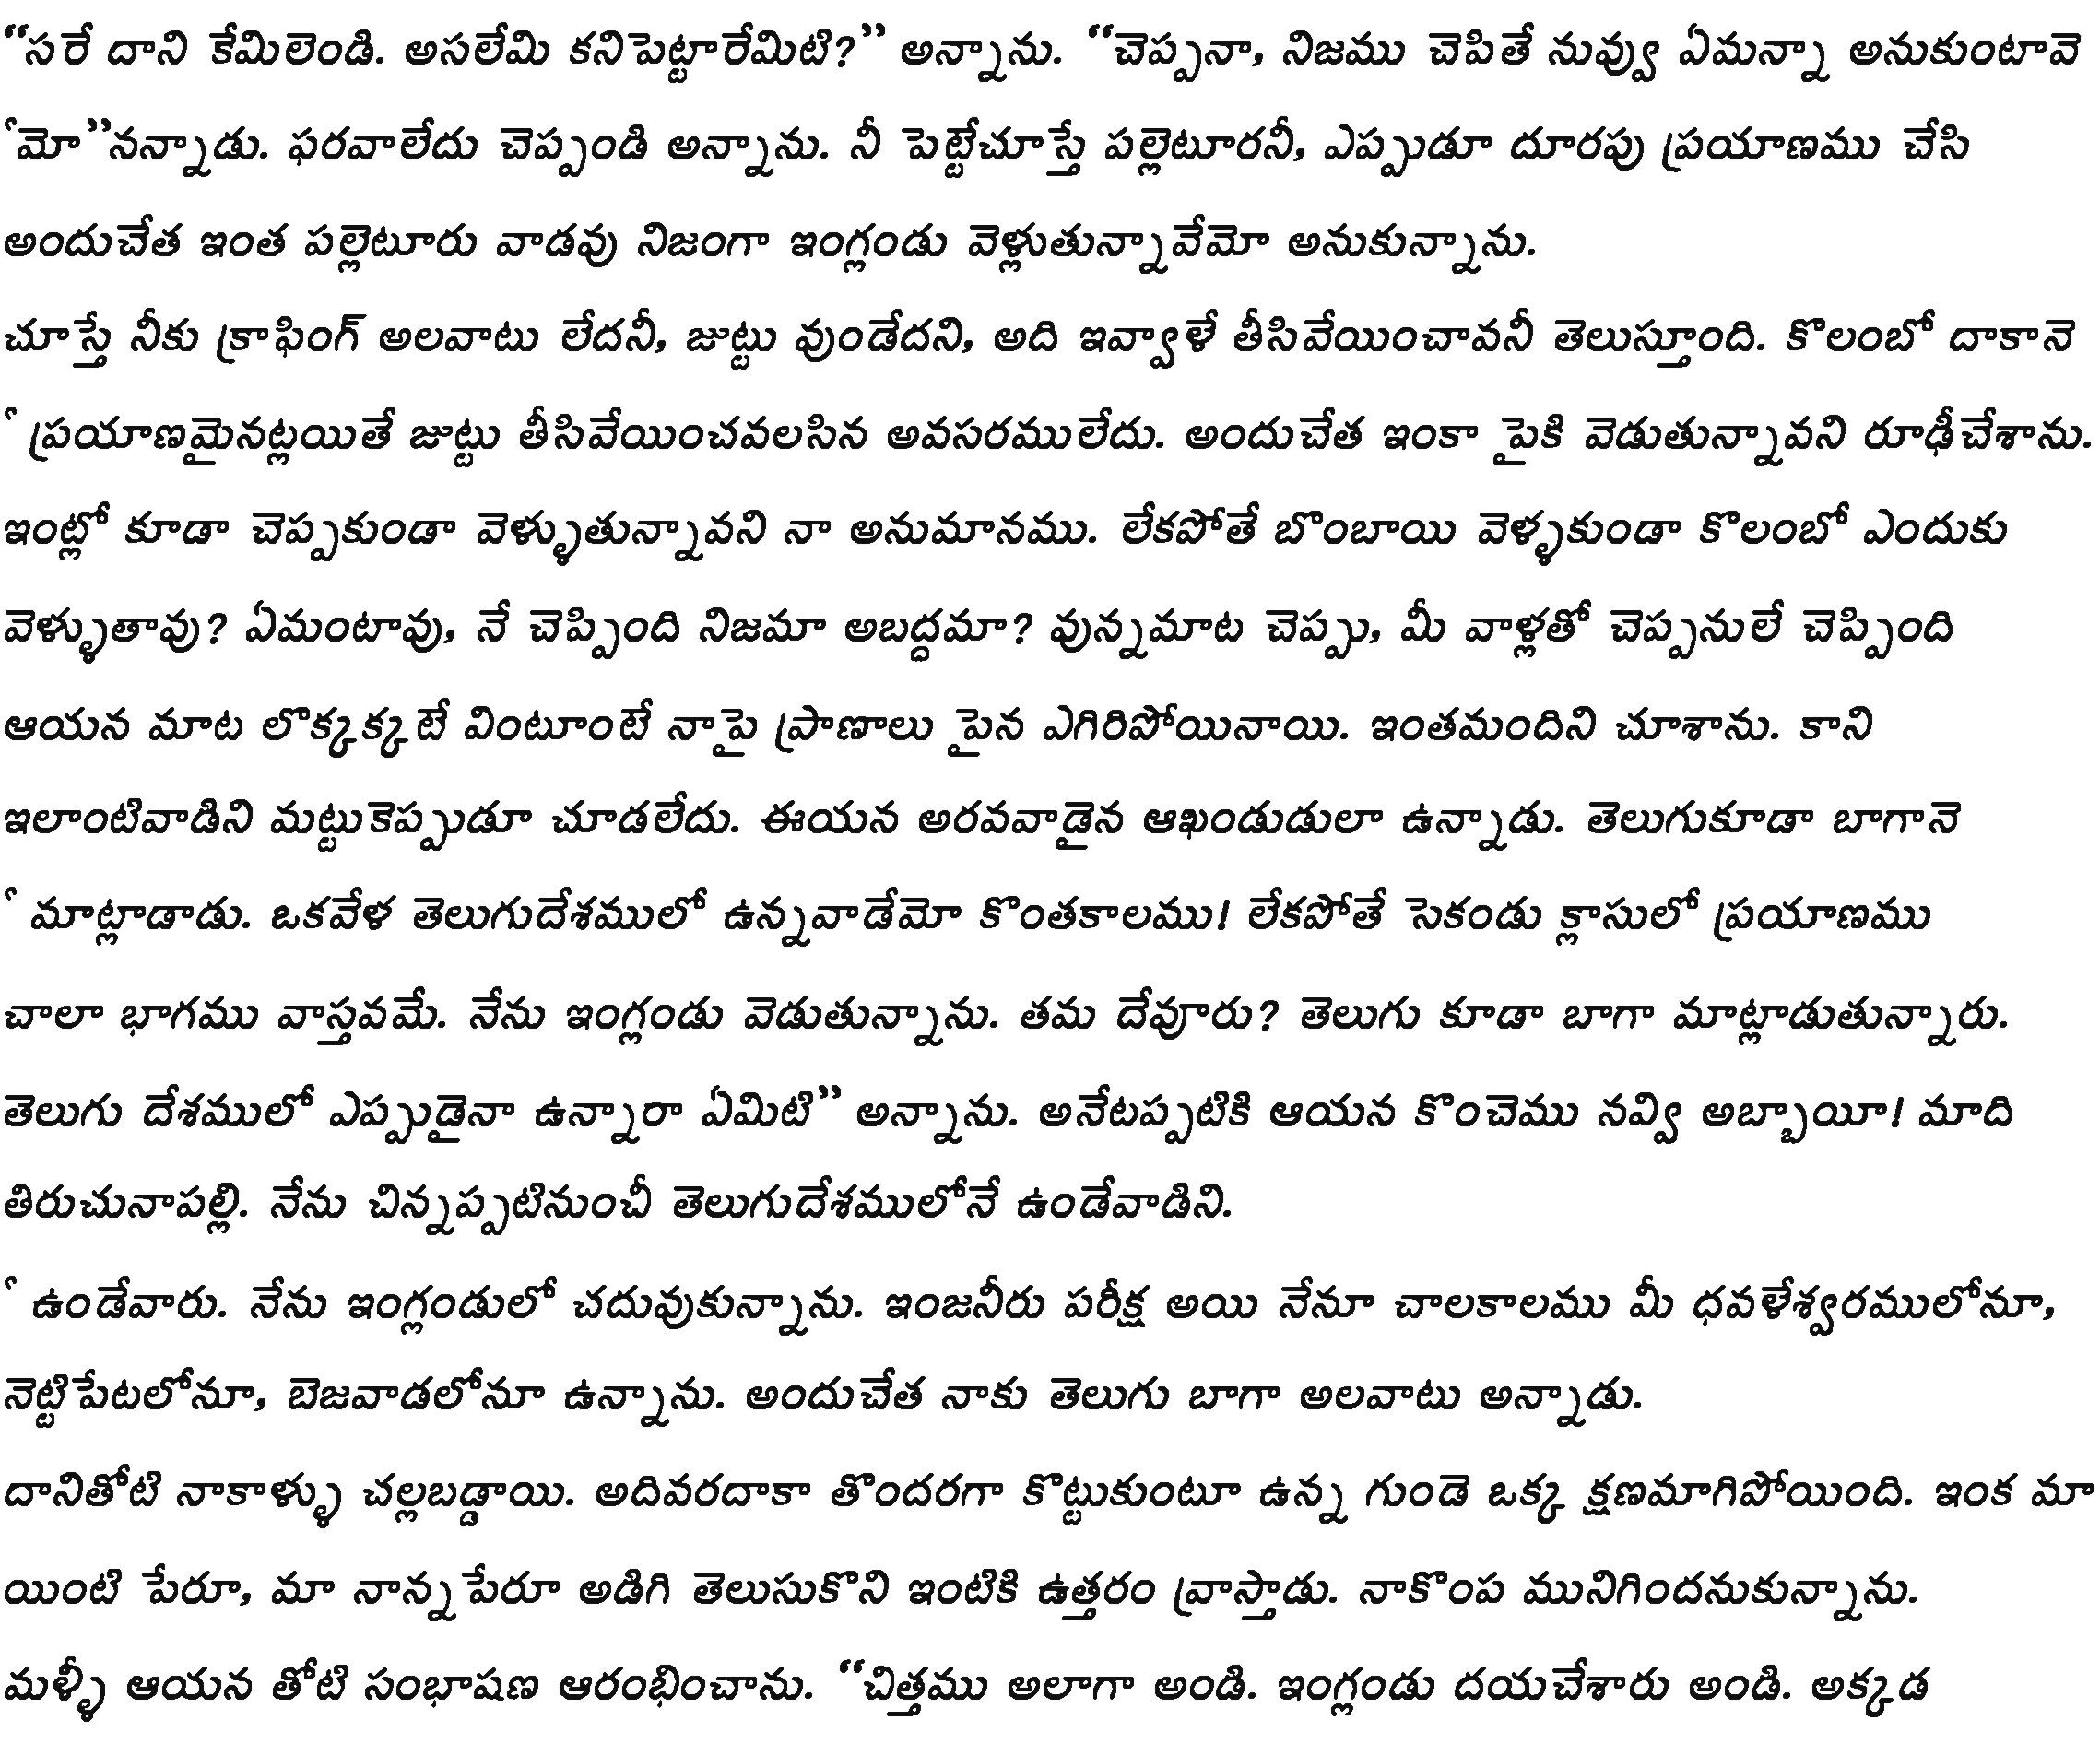 “సరే దాని కేమిలెండి. అసలేమి కనిపెట్టారేమిటి?” అన్నాను. “చెప్పనా, నిజము చెపితే నువ్వు ఏమన్నా అనుకుంటావె
ేమో”నన్నాడు. ఫరవాలేదు చెప్పండి అన్నాను. నీ పెట్టేచూస్తే పల్లెటూరనీ, ఎప్పుడూ దూరపు ప్రయాణము చేసి
అందుచేత ఇంత పల్లెటూరు వాడవు నిజంగా ఇంగ్లండు వెళ్లుతున్నావేమో అనుకున్నాను.
చూస్తే నీకు క్రాఫింగ్ అలవాటు లేదనీ, జుట్టు వుండేదని, అది ఇవ్వాళే తీసివేయించావనీ తెలుస్తూంది. కొలంబో దాకానె
ే ప్రయాణమైనట్లయితే జుట్టు తీసివేయించవలసిన అవసరములేదు. అందుచేత ఇంకా పైకి వెడుతున్నావని రూఢీచేశాను.
ఇంట్లో కూడా చెప్పకుండా వెళ్ళుతున్నావని నా అనుమానము. లేకపోతే బొంబాయి వెళ్ళకుండా కొలంబో ఎందుకు
వెళ్ళుతావు? ఏమంటావు, నే చెప్పింది నిజమా అబద్ధమా? వున్నమాట చెప్పు, మీ వాళ్లతో చెప్పనులే చెప్పింది
ఆయన మాట లొక్కక్కటే వింటూంటే నాపై ప్రాణాలు పైన ఎగిరిపోయినాయి. ఇంతమందిని చూశాను. కాని
ఇలాంటివాడిని మట్టుకెప్పుడూ చూడలేదు. ఈయన అరవవాడైన ఆఖండుడులా ఉన్నాడు. తెలుగుకూడా బాగానె
ే మాట్లాడాడు. ఒకవేళ తెలుగుదేశములో ఉన్నవాడేమో కొంతకాలము! లేకపోతే సెకండు క్లాసులో ప్రయాణము
చాలా భాగము వాస్తవమే. నేను ఇంగ్లండు వెడుతున్నాను. తమ దేవూరు? తెలుగు కూడా బాగా మాట్లాడుతున్నారు.
తెలుగు దేశములో ఎప్పుడైనా ఉన్నారా ఏమిటి” అన్నాను. అనేటప్పటికి ఆయన కొంచెము నవ్వి అబ్బాయీ! మాది
తిరుచునాపల్లి. నేను చిన్నప్పటినుంచీ తెలుగుదేశములోనే ఉండేవాడిని.
ే ఉండేవారు. నేను ఇంగ్లండులో చదువుకున్నాను. ఇంజనీరు పరీక్ష అయి నేనూ చాలకాలము మీ ధవళేశ్వరములోనూ,
నెట్టిపేటలోనూ, బెజవాడలోనూ ఉన్నాను. అందుచేత నాకు తెలుగు బాగా అలవాటు అన్నాడు.
దానితోటి నాకాళ్ళు చల్లబడ్డాయి. అదివరదాకా తొందరగా కొట్టుకుంటూ ఉన్న గుండె ఒక్క క్షణమాగిపోయింది. ఇంక మా
యింటి పేరూ, మా నాన్నపేరూ అడిగి తెలుసుకొని ఇంటికి ఉత్తరం వ్రాస్తాడు. నాకొంప మునిగిందనుకున్నాను.
మళ్ళీ ఆయన తోటి సంభాషణ ఆరంభించాను. “చిత్తము అలాగా అండి. ఇంగ్లండు దయచేశారు అండి. అక్కడ